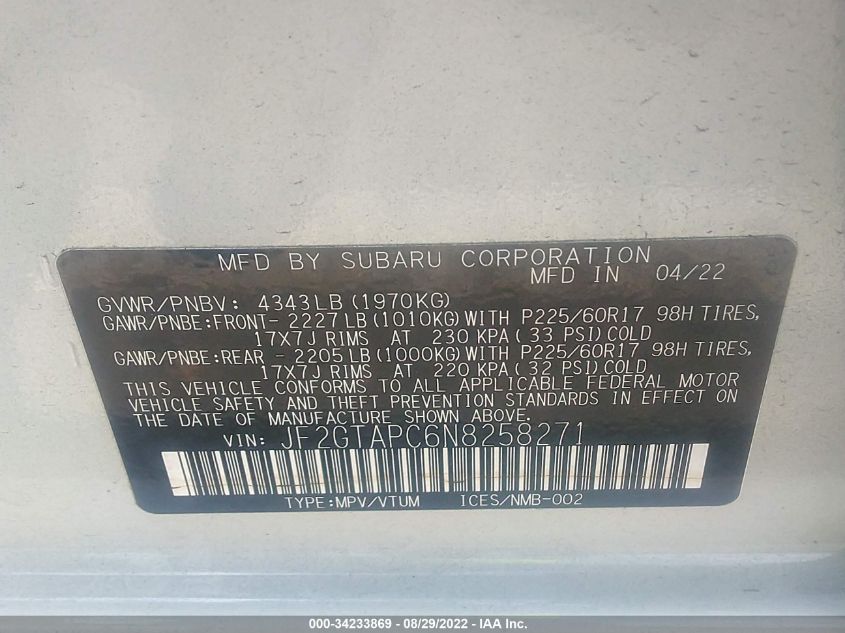 MFD BY SUBARU CORPORATION
MFD IN 04/22
GVWR/PNBV: 4343LB (1970KG)
GAWR/PNBE:FRONT- 2227LB (1010KG) WITH P225/60R17 98H TIRES,
17X7J RIMS AT 230 KPA ( 33 PSI) COLD
GAWR/PNBE:REAR - 2205LB (1000KG) WITH P225/60R17 98H TIRES,
17X7J RIMS AT 220 KPA ( 32 PSI) COLD
THIS VEHICLE CONFORMS TO ALL APPLICABLE FEDERAL MOTOR
VEHICLE SAFETY AND THEFT PREVENTION STANDARDS IN EFFECT ON
THE DATE OF MANUFACTURE SHOWN ABOVE.
VIN: JF2GTAPC6N8258271
TYPE:MPV/VTUM ICES/NMB-002
000-34233869 - 08/29/2022 - IAA Inc.